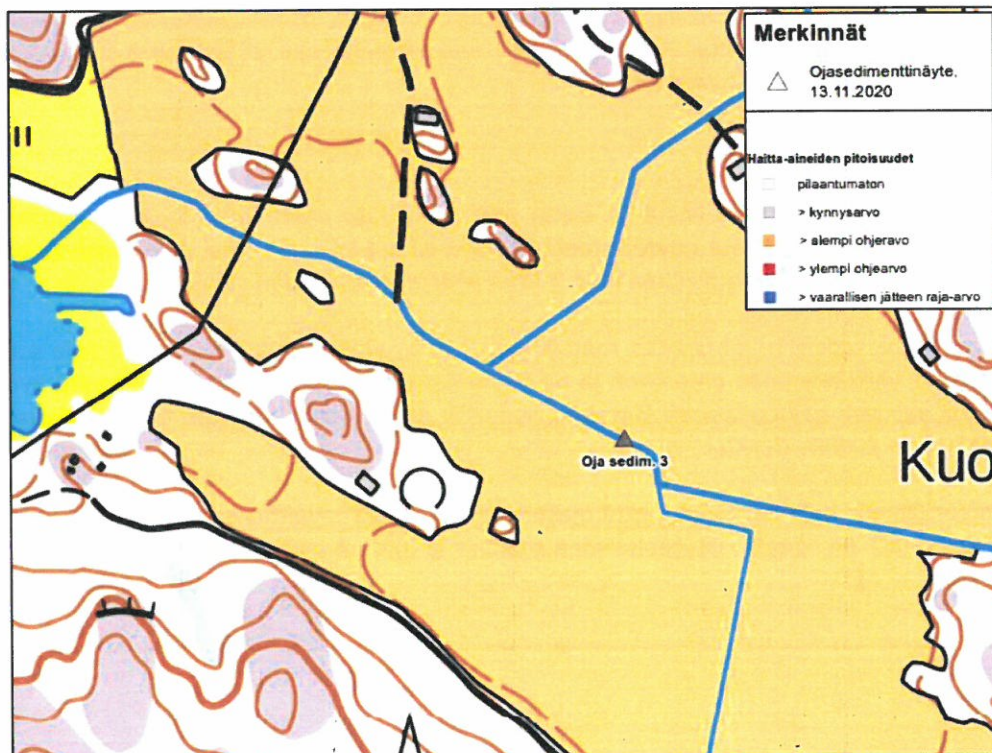 Merkinnät
Ojasedimenttinäyte,
13.11.2020
Haitta-aineiden pitoisuudet
pilaantumaton
> kynnysarvo
> alempi ohjeravo
> ylempi ohjearvo
> vaarallisen jätteen raja-arvo
Oja sedim. 3
Kuo